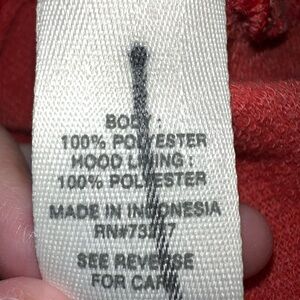 BODY :
100% POLYESTER
HOOD LINING :
100% POLYESTER
MADE IN INDONESIA
SEE REVERSE
FOR CARE